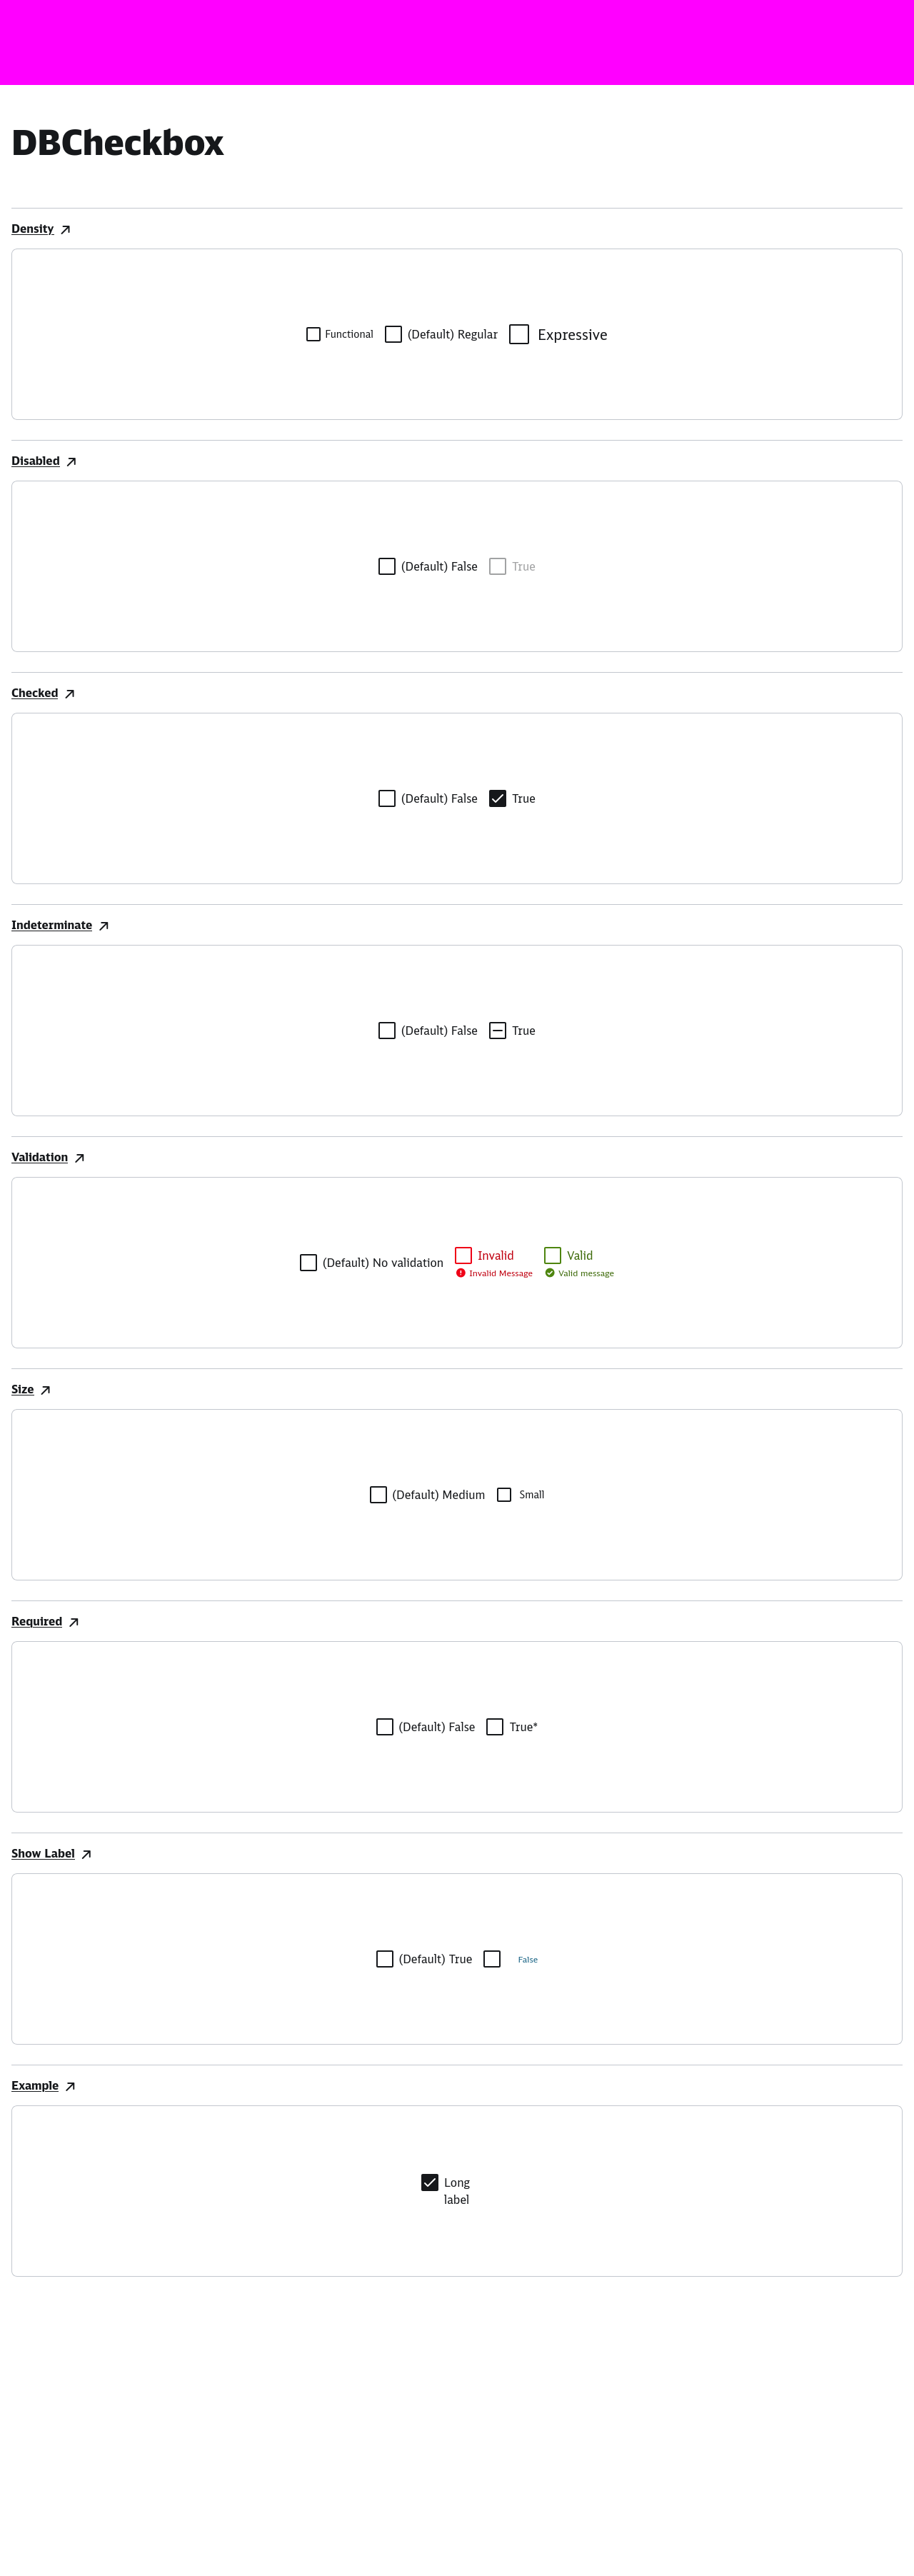 DBCheckbox
Density
Functional (Default) Regular Expressive
Disabled
(Default) False True
Checked
(Default) False True
Indeterminate
(Default) False True
Validation
(Default) No validation Invalid Valid
Invalid Message Valid message
Size
(Default) Medium Small
Required
(Default) False True*
Show Label
(Default) True False
Example
Long
label